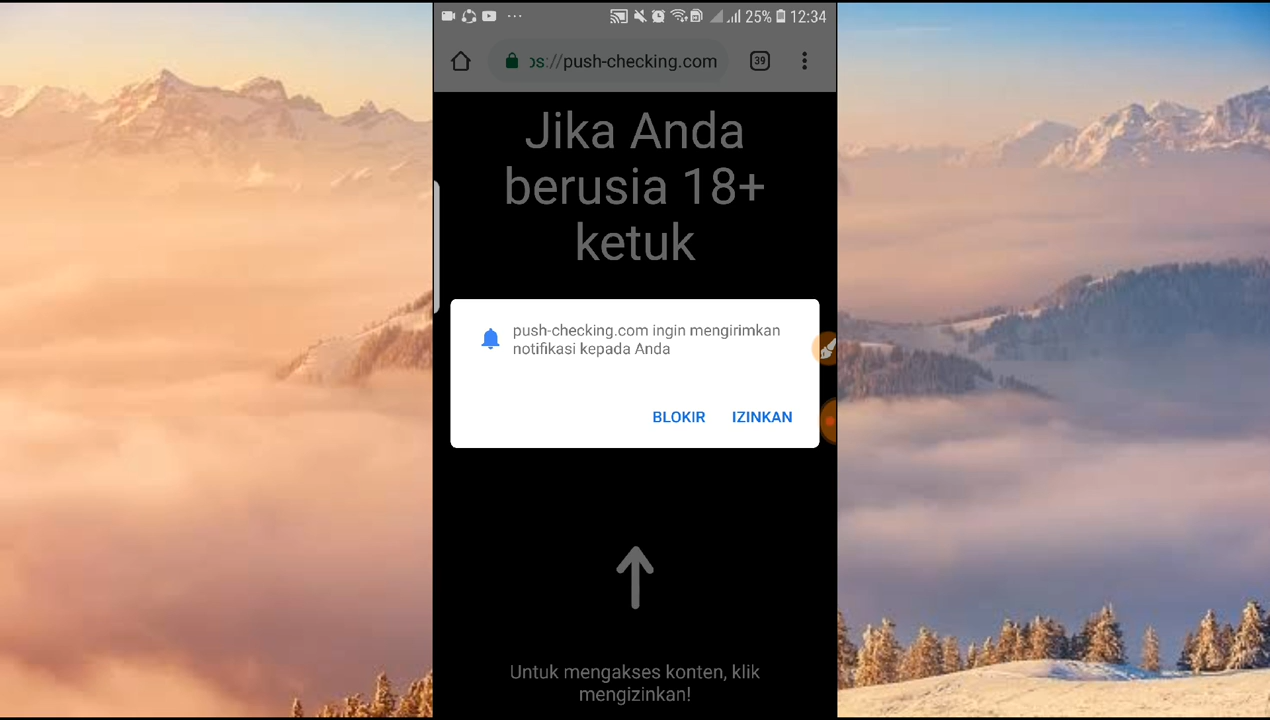 25% 12:34
ps://push-checking.com 39
Jika Anda
berusia 18+
ketuk
push-checking.com ingin mengirimkan
notifikasi kepada Anda
BLOKIR IZINKAN
Untuk mengakses konten, klik
mengizinkan!